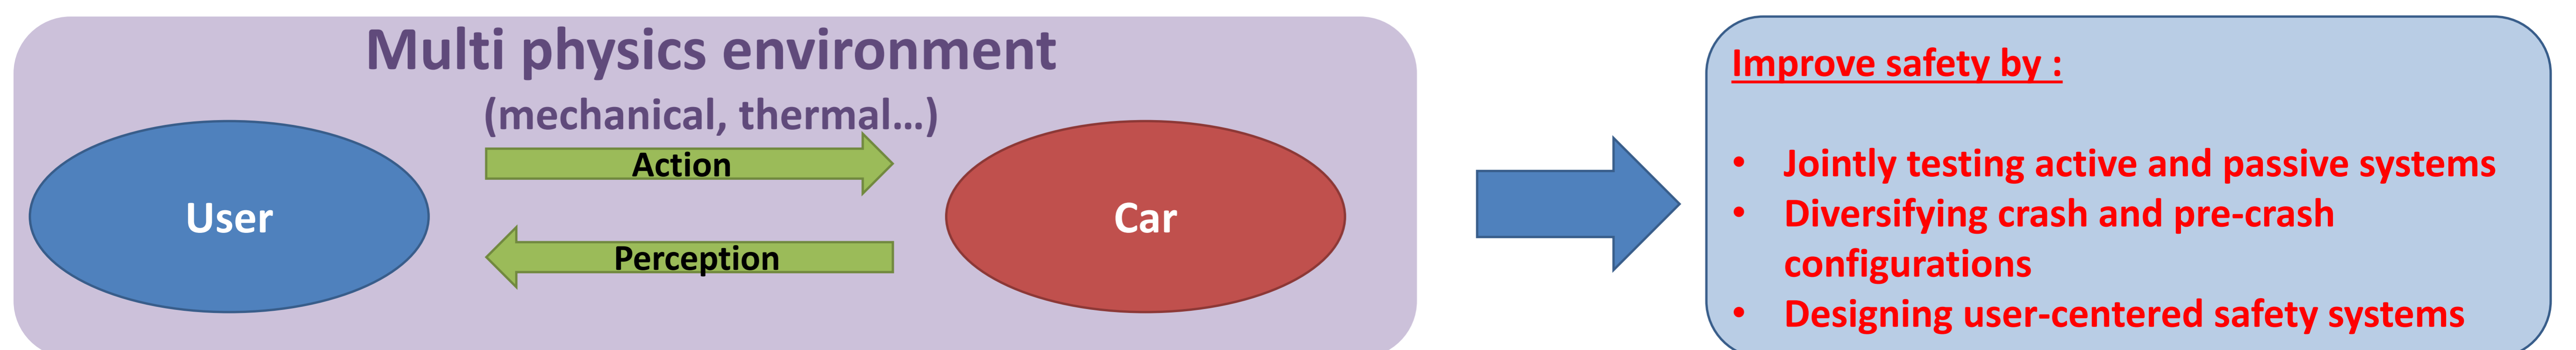 Multi physics environment
(mechanical, thermal...)
User
Action
Perception
Car
Improve safety by :
• Jointly testing active and passive systems
• Diversifying crash and pre-crash
configurations
• Designing user-centered safety systems